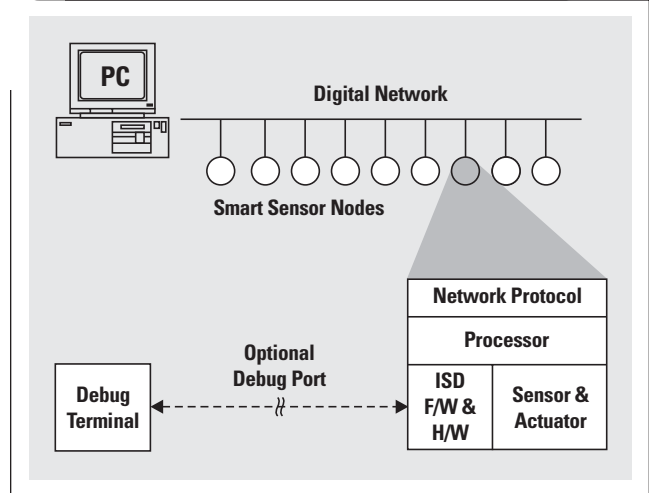 PC
Digital Network
Smart Sensor Nodes
Network Protocol
Processor
ISD
F/W &
H/W
Sensor &
Actuator
Optional
Debug Port
Debug
Terminal